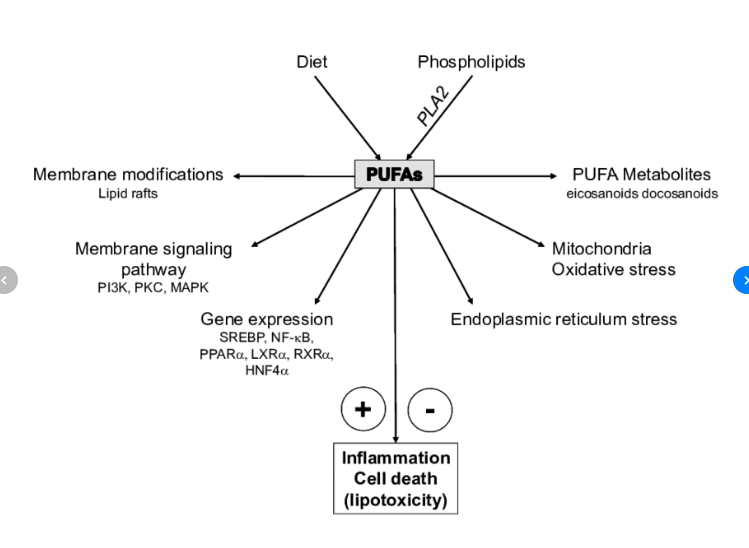 Diet
Phospholipids
PLA2
PUFAs
Membrane modifications
Lipid rafts
PUFA Metabolites
eicosanoids docosanoids
Membrane signaling
pathway
PI3K, PKC, MAPK
Mitochondria
Oxidative stress
Gene expression
SREBP, NF-κB,
PPARα, LXRα, RXRα,
HNF4α
Endoplasmic reticulum stress
+
-
Inflammation
Cell death
(lipotoxicity)